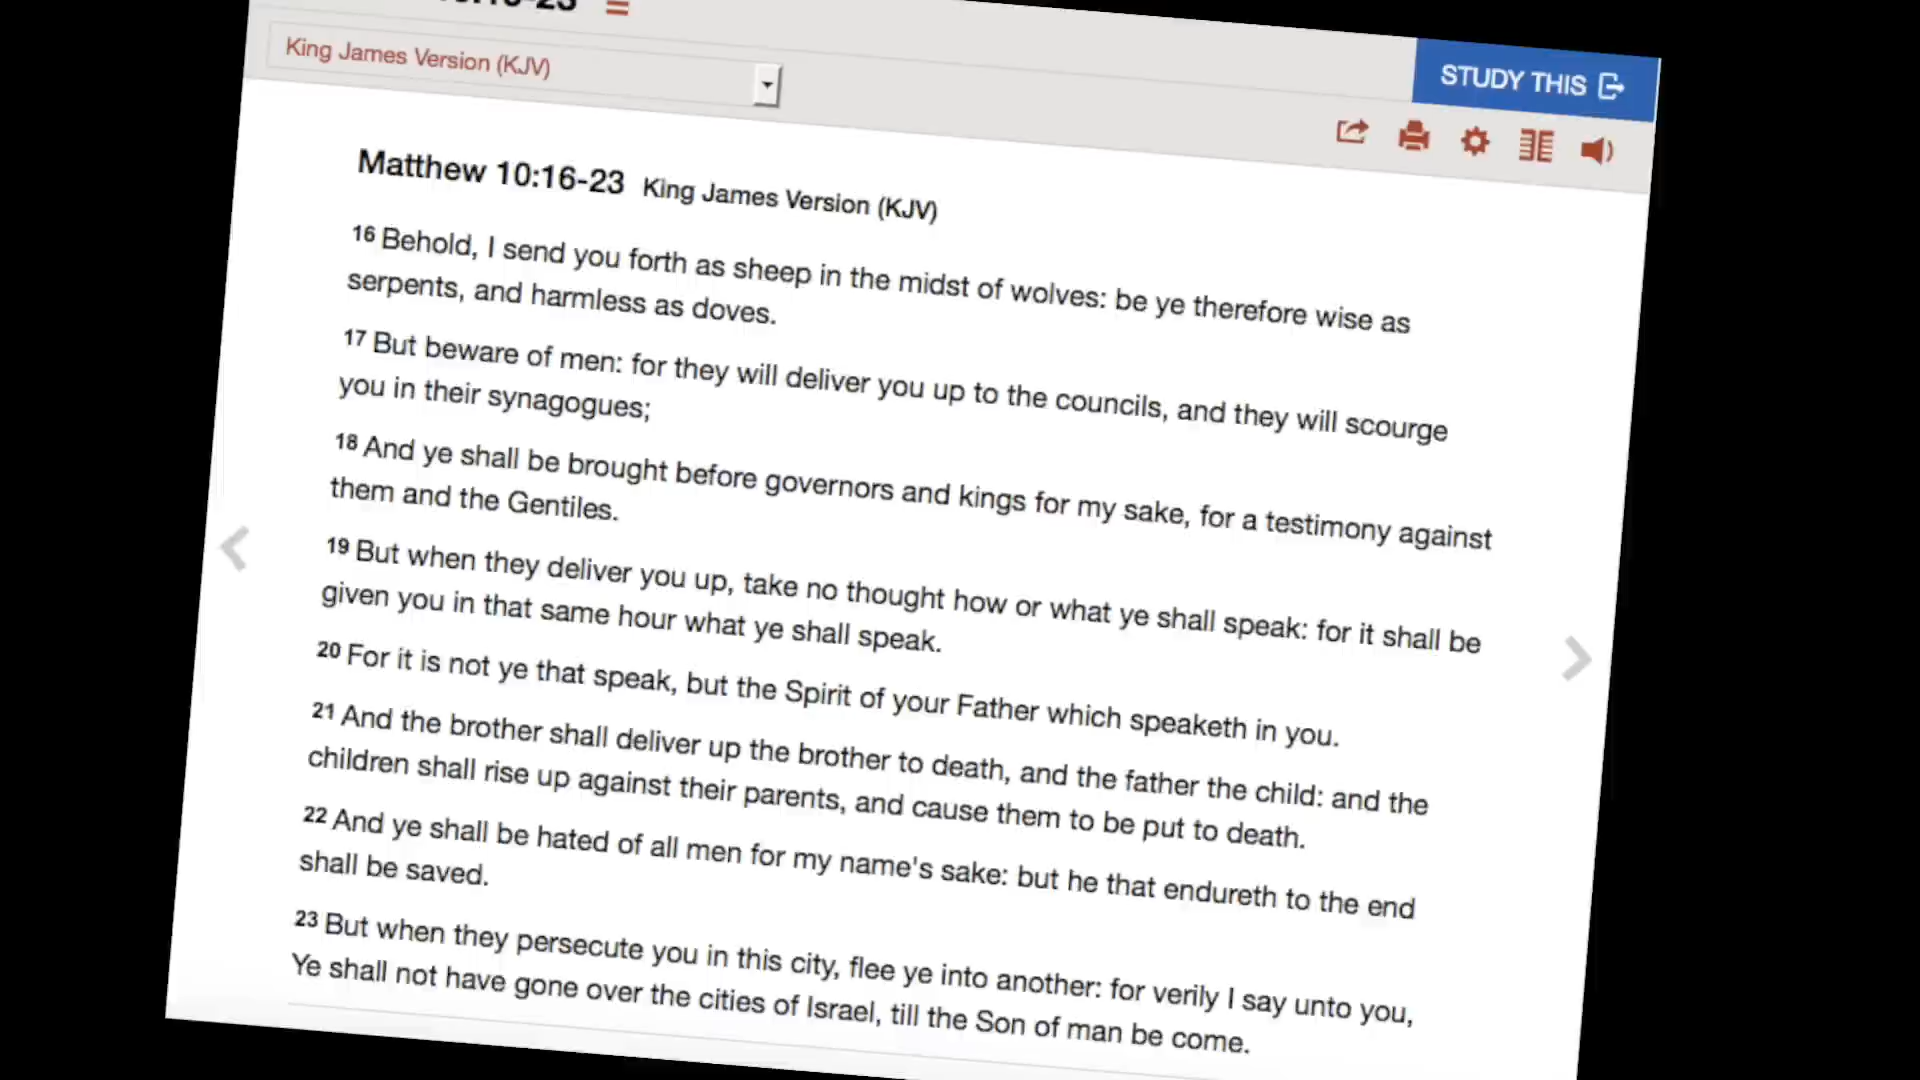 King James Version (KJV)
STUDY THIS
Matthew 10:16-23 King James Version (KJV)
16 Behold, I send you forth as sheep in the midst of wolves: be ye therefore wise as
serpents, and harmless as doves.
17 But beware of men: for they will deliver you up to the councils, and they will scourge
you in their synagogues;
18 And ye shall be brought before governors and kings for my sake, for a testimony against
them and the Gentiles.
19 But when they deliver you up, take no thought how or what ye shall speak: for it shall be
given you in that same hour what ye shall speak.
20 For it is not ye that speak, but the Spirit of your Father which speaketh in you.
21 And the brother shall deliver up the brother to death, and the father the child: and the
children shall rise up against their parents, and cause them to be put to death.
22 And ye shall be hated of all men for my name's sake: but he that endureth to the end
shall be saved.
23 But when they persecute you in this city, flee ye into another: for verily I say unto you,
Ye shall not have gone over the cities of Israel, till the Son of man be come.